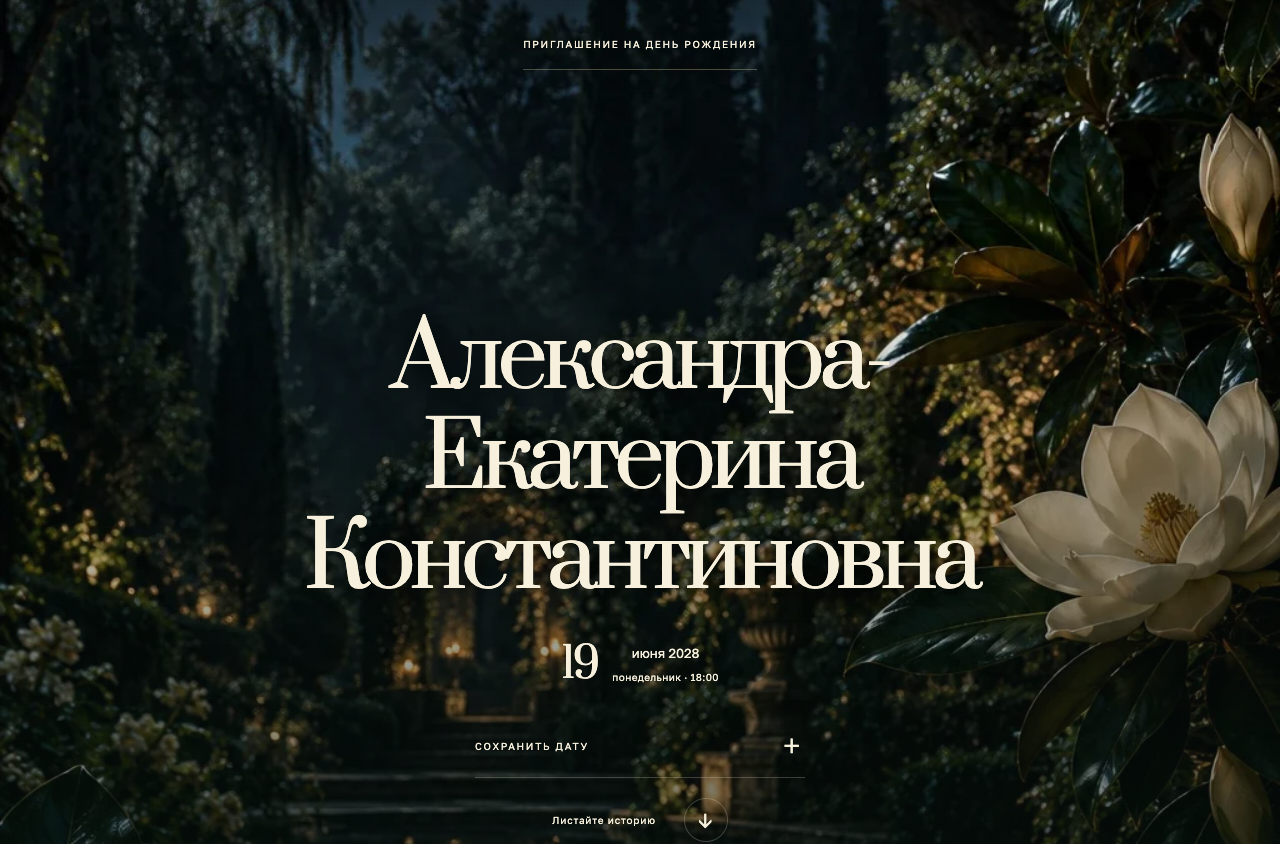 ПРИГЛАШЕНИЕ НА ДЕНЬ РОЖДЕНИЯ
Александра-
Екатерина
Константиновна
19
июня 2028
понедельник · 18:00
СОХРАНИТЬ ДАТУ +
Листайте историю